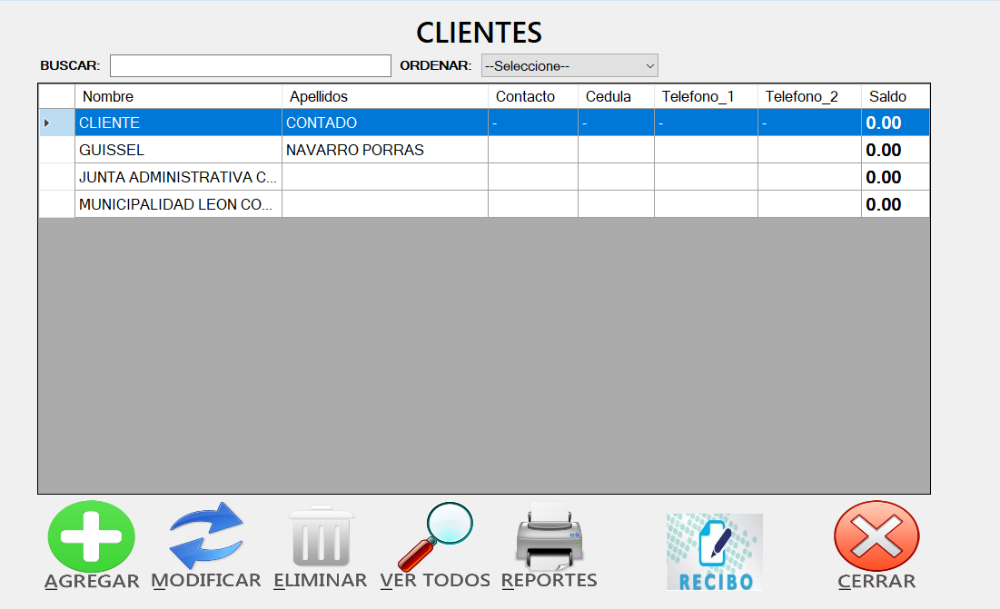 CLIENTES
BUSCAR: ORDENAR: --Seleccione--
Nombre Apellidos Contacto Cedula Telefono_1 Telefono_2 Saldo
CLIENTE CONTADO - - - - 0.00
GUISSEL NAVARRO PORRAS 0.00
JUNTA ADMINISTRATIVA C... 0.00
MUNICIPALIDAD LEON CO... 0.00
AGREGAR MODIFICAR ELIMINAR VER TODOS REPORTES RECIBO CERRAR